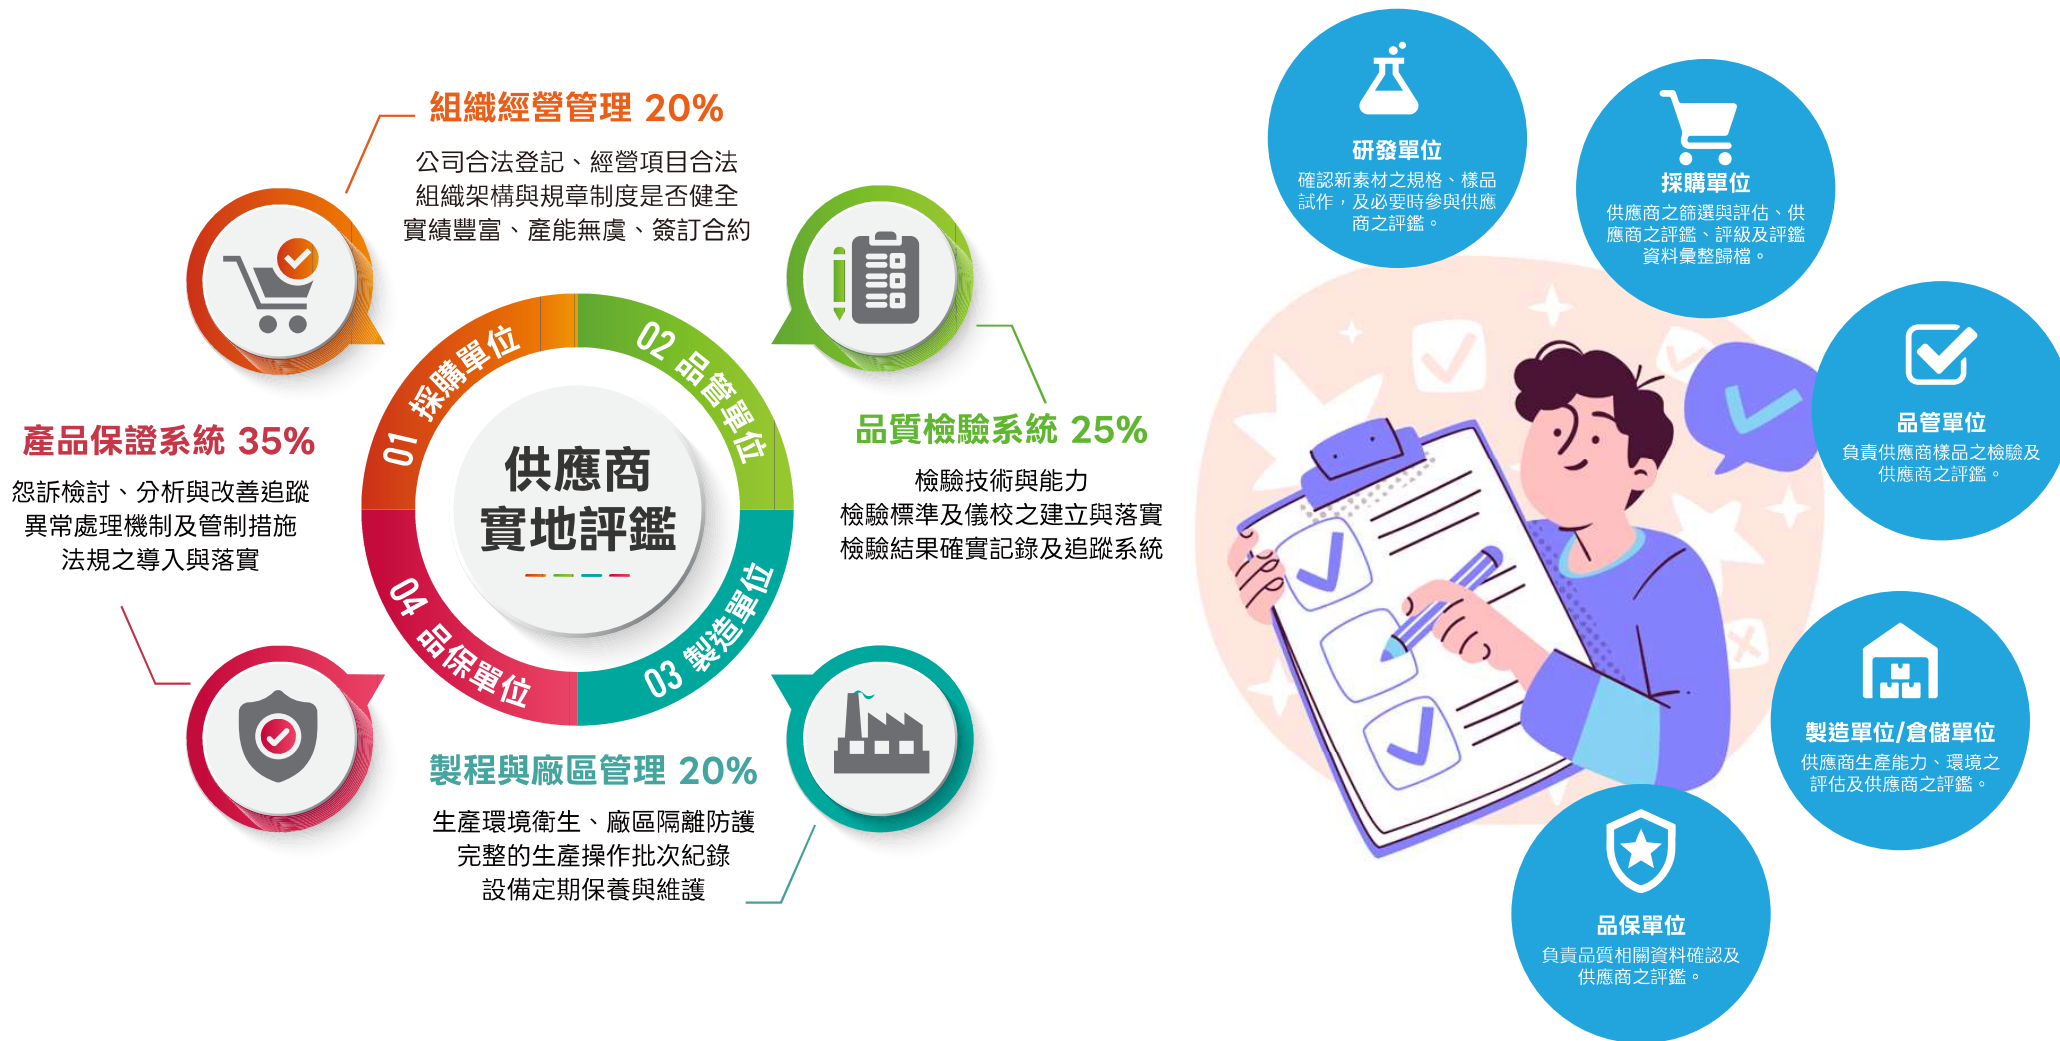 組織經營管理 20%
公司合法登記、經營項目合法
組織架構與規章制度是否健全
實績豐富、產能無虞、簽訂合約
品質檢驗系統 25%
檢驗技術與能力
檢驗標準及儀校之建立與落實
檢驗結果確實記錄及追蹤系統
產品保證系統 35%
怨訴檢討、分析與改善追蹤
異常處理機制及管制措施
法規之導入與落實
製程與廠區管理 20%
生產環境衛生、廠區隔離防護
完整的生產操作批次紀錄
設備定期保養與維護
01 採購單位
02 品管單位
03 製造單位
04 品保單位
供應商
實地評鑑
研發單位
確認新素材之規格、樣品
試作，及必要時參與供應
商之評鑑。
採購單位
供應商之篩選與評估、供
應商之評鑑、評級及評鑑
資料彙整歸檔。
品管單位
負責供應商樣品之檢驗及
供應商之評鑑。
製造單位/倉儲單位
供應商生產能力、環境之
評估及供應商之評鑑。
品保單位
負責品質相關資料確認及
供應商之評鑑。